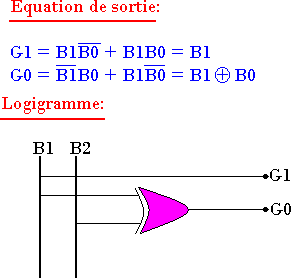 Equation de sortie:
G1 = B1B̅0̅ + B1B0 = B1
G0 = B̅1̅B0 + B1B̅0̅ = B1 ⊕ B0
Logigramme:
B1 B2
G1
G0